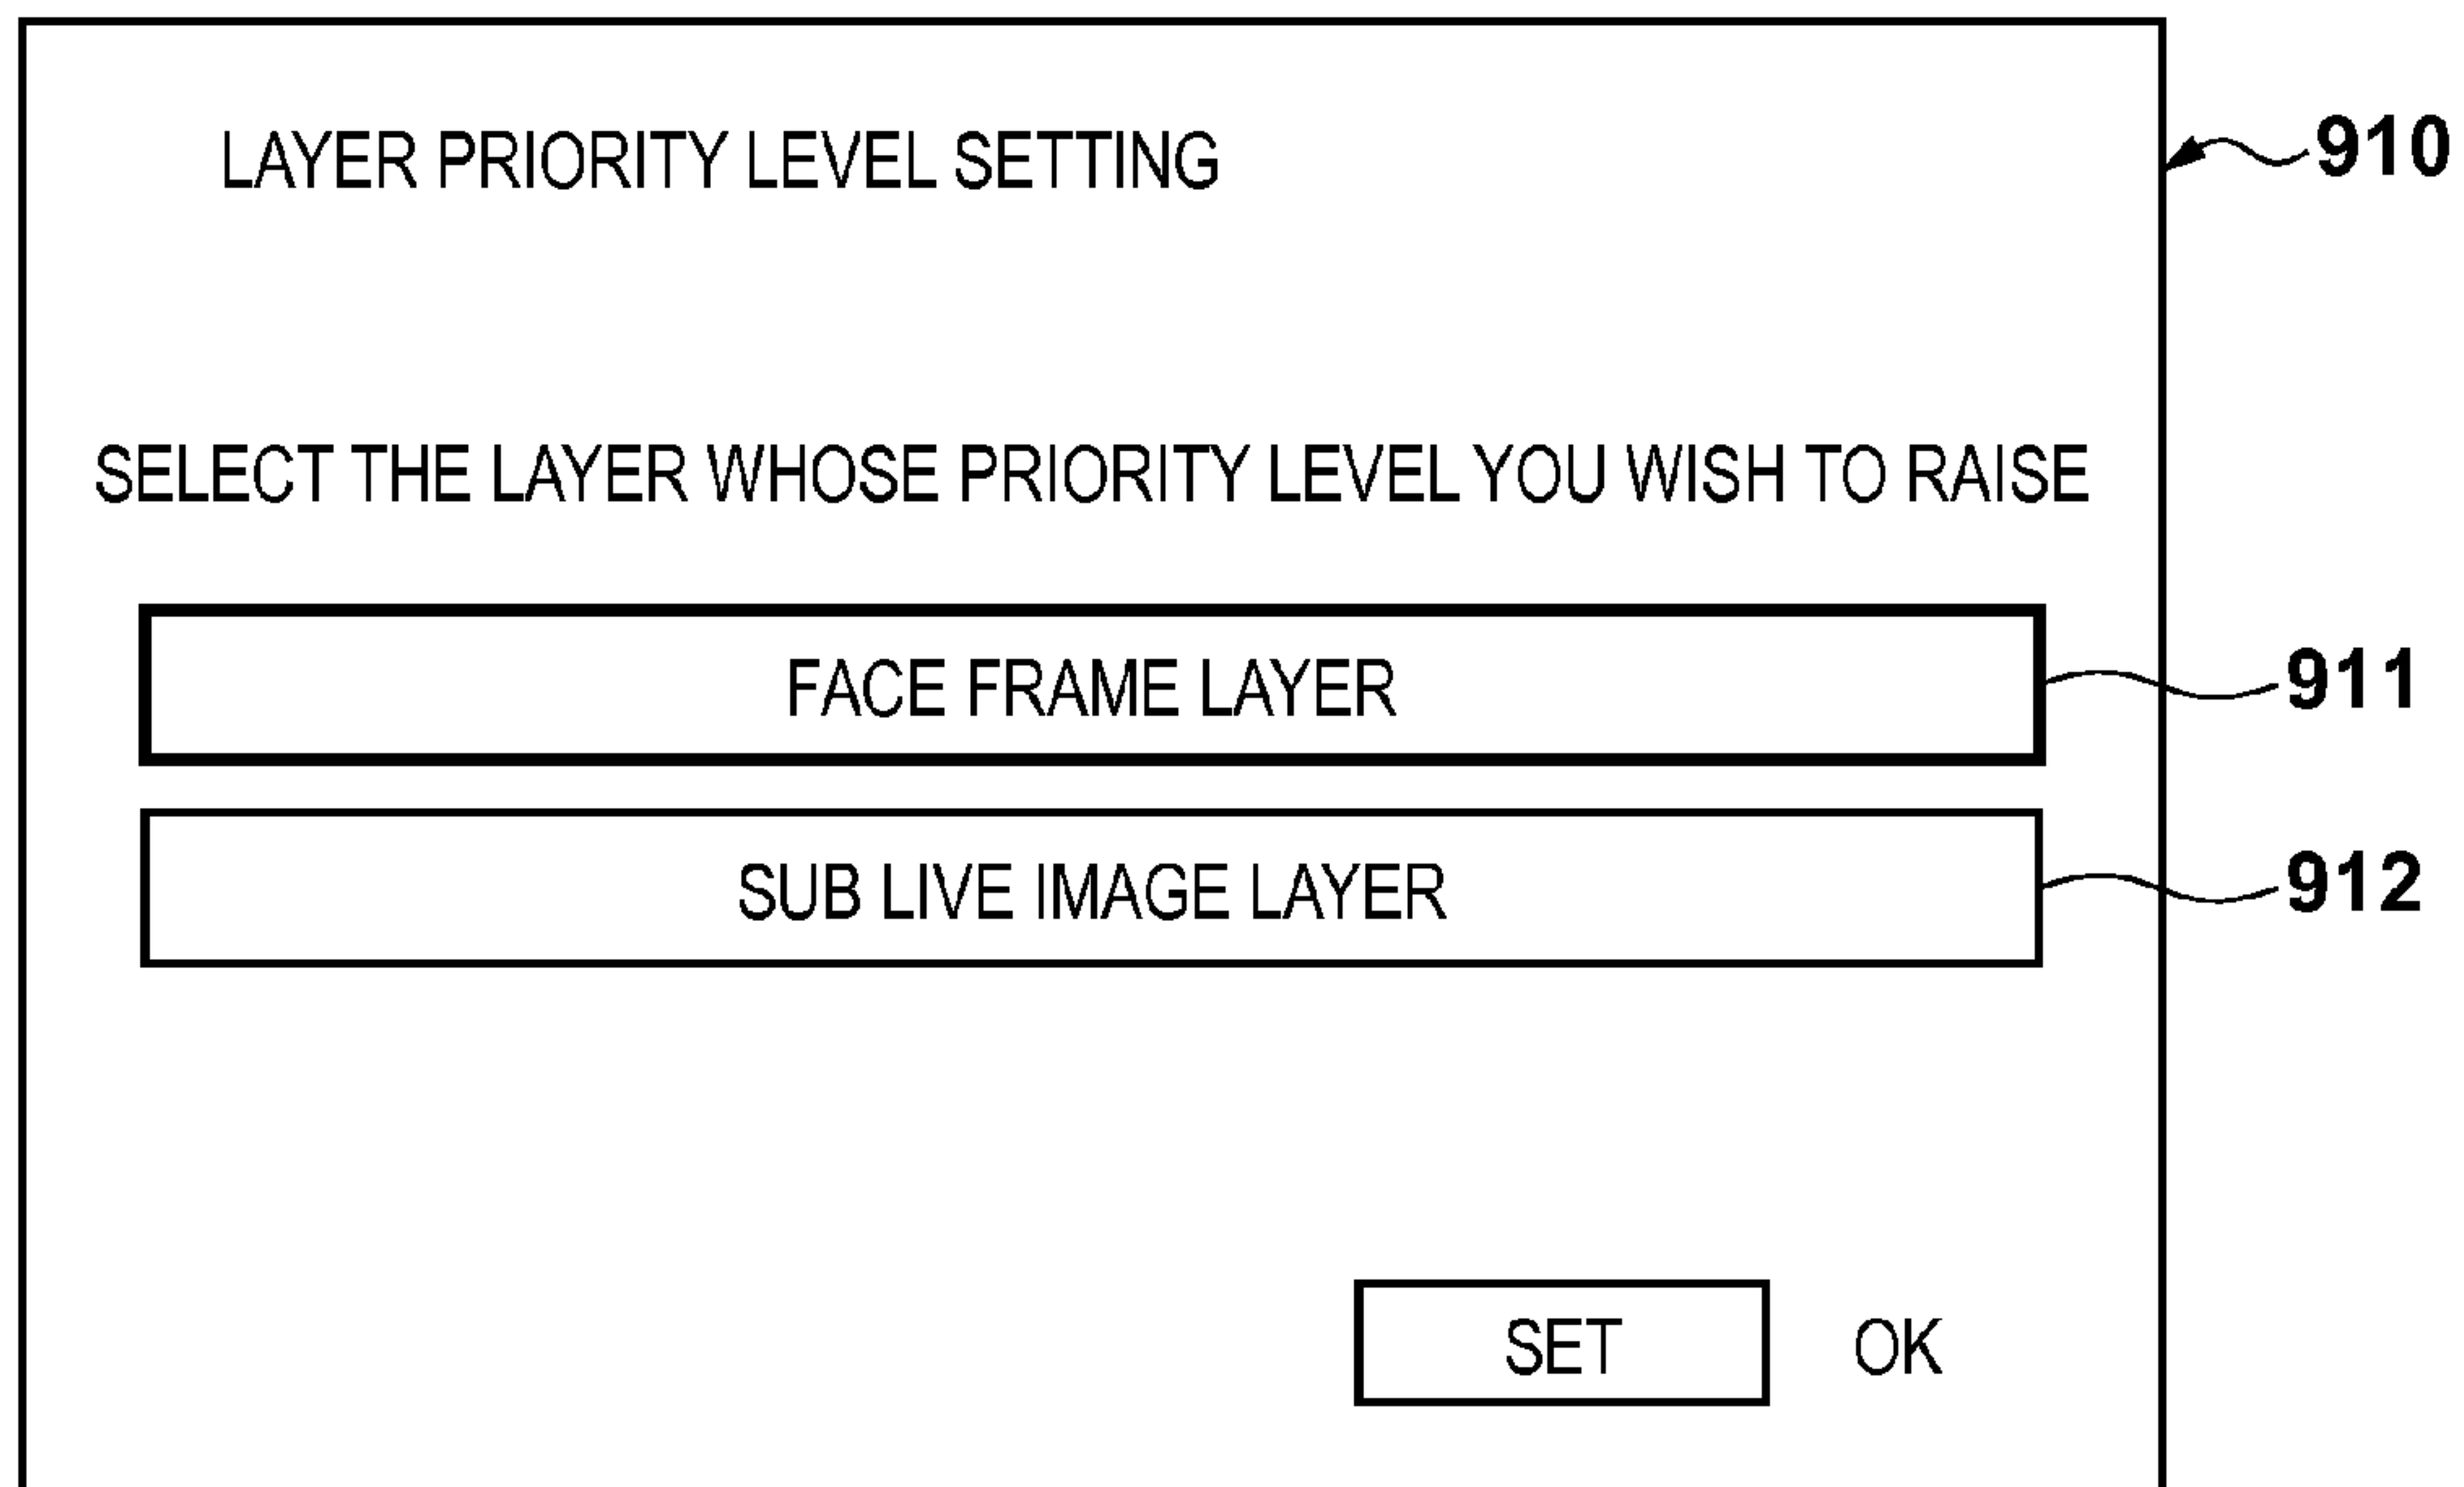 LAYER PRIORITY LEVEL SETTING
910
SELECT THE LAYER WHOSE PRIORITY LEVEL YOU WISH TO RAISE
FACE FRAME LAYER
911
SUB LIVE IMAGE LAYER
912
SET OK